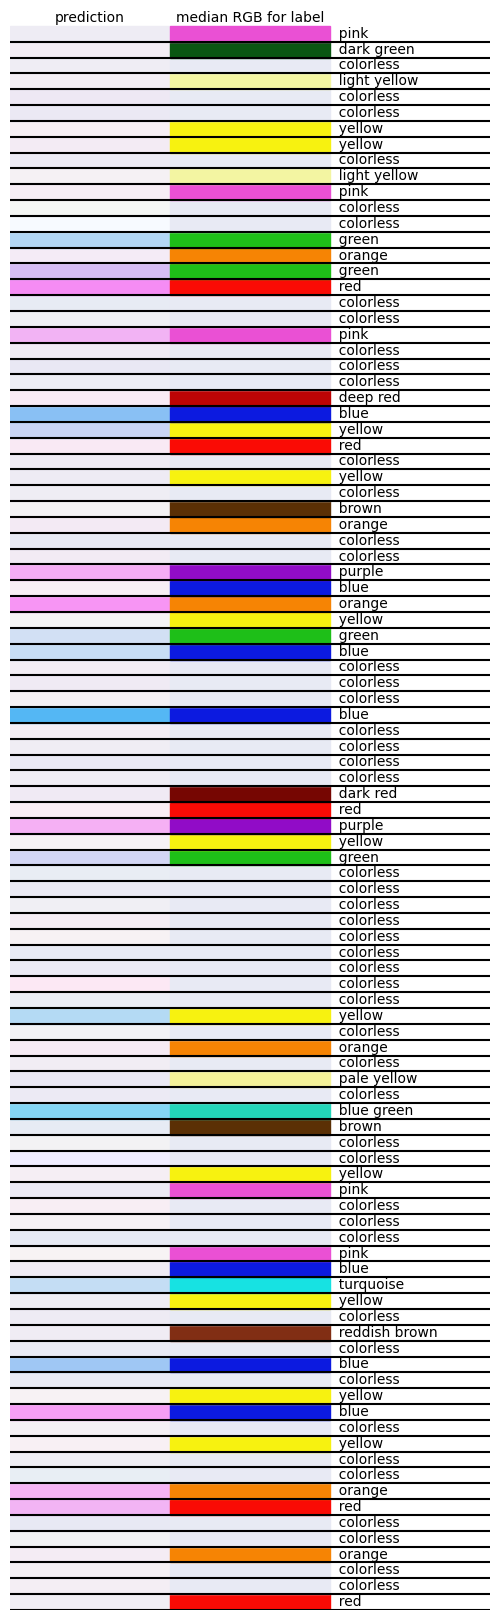 prediction median RGB for label
pink
dark green
colorless
light yellow
colorless
colorless
yellow
yellow
colorless
light yellow
pink
colorless
colorless
green
orange
green
red
colorless
colorless
pink
colorless
colorless
colorless
deep red
blue
yellow
red
colorless
yellow
colorless
brown
orange
colorless
colorless
purple
blue
orange
yellow
green
blue
colorless
colorless
colorless
blue
colorless
colorless
colorless
colorless
dark red
red
purple
yellow
green
colorless
colorless
colorless
colorless
colorless
colorless
colorless
colorless
colorless
yellow
colorless
orange
colorless
pale yellow
colorless
blue green
brown
colorless
colorless
yellow
pink
colorless
colorless
colorless
pink
blue
turquoise
yellow
colorless
reddish brown
colorless
blue
colorless
yellow
blue
colorless
yellow
colorless
colorless
orange
red
colorless
colorless
orange
colorless
colorless
red